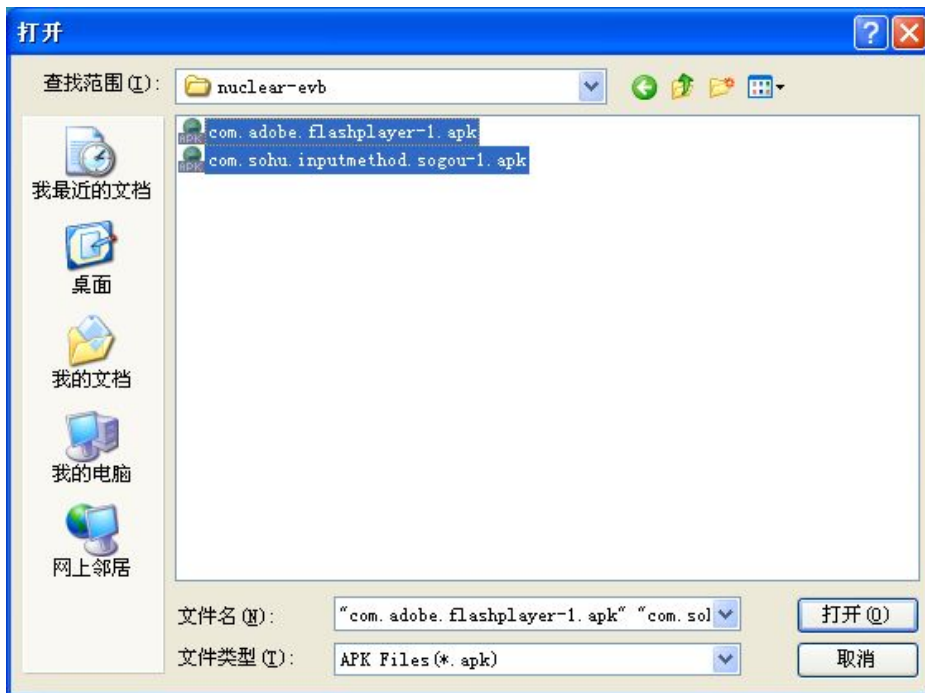 打开
查找范围(I):
nuclear-evb
com.adobe.flashplayer-1.apk
com.sohu.inputmethod.sogou-1.apk
我最近的文档
桌面
我的文档
我的电脑
网上邻居
文件名(N):
"com.adobe.flashplayer-1.apk" "com.sol
打开(O)
文件类型(T):
APK Files(*.apk)
取消